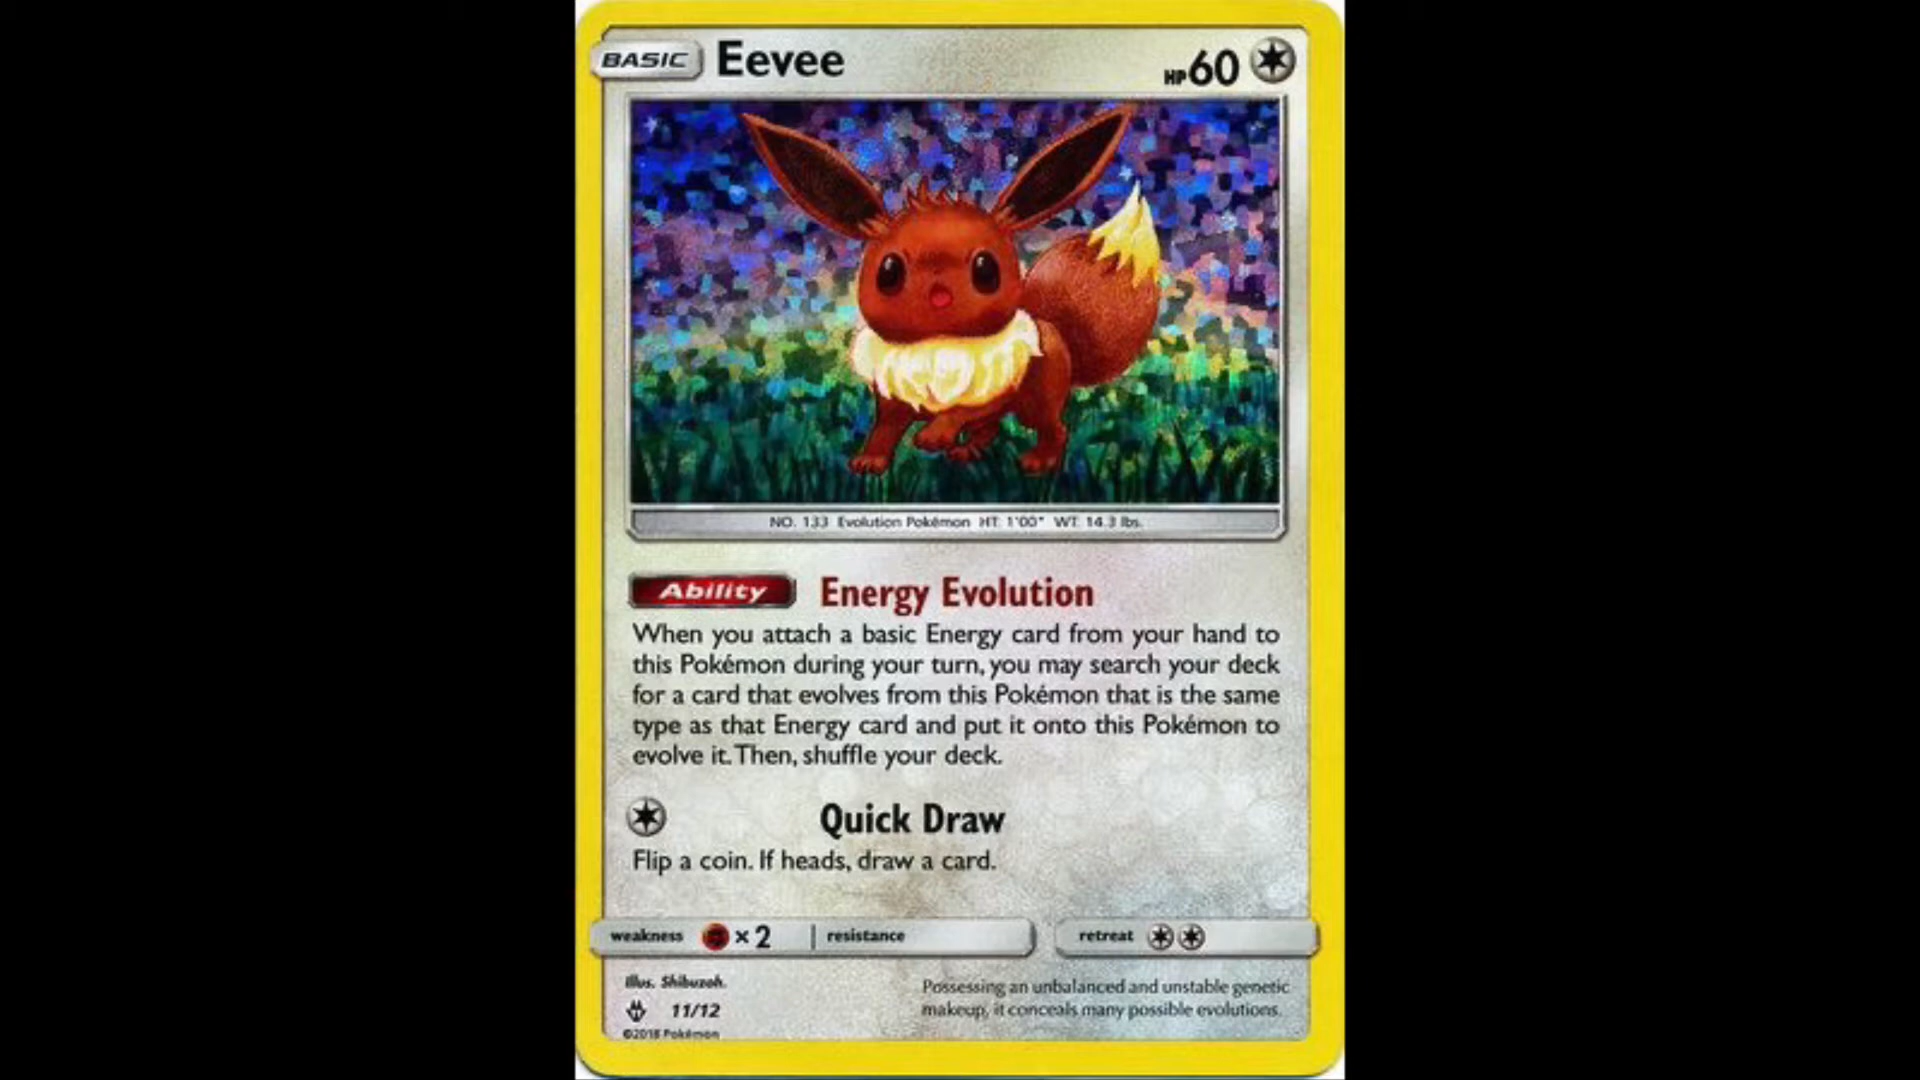 BASIC Eevee HP 60
NO. 133 Evolution Pokémon HT: 1'00" WT: 14.3 lbs.
Ability Energy Evolution
When you attach a basic Energy card from your hand to
this Pokémon during your turn, you may search your deck
for a card that evolves from this Pokémon that is the same
type as that Energy card and put it onto this Pokémon to
evolve it. Then, shuffle your deck.
Quick Draw
Flip a coin. If heads, draw a card.
weakness ×2 resistance retreat
Illus. Shibuzoh.
11/12
©2018 Pokémon
Possessing an unbalanced and unstable genetic
makeup, it conceals many possible evolutions.